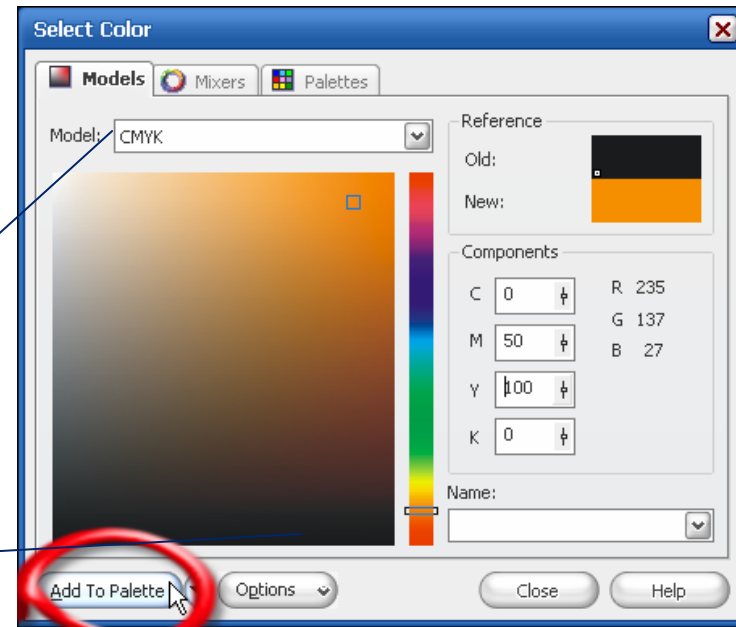 Select Color
Models Mixers Palettes
Model: CMYK
Reference
Old:
New:
Components
C 0 R 235
G 137
M 50 B 27
Y 100
K 0
Name:
Add To Palette Options Close Help